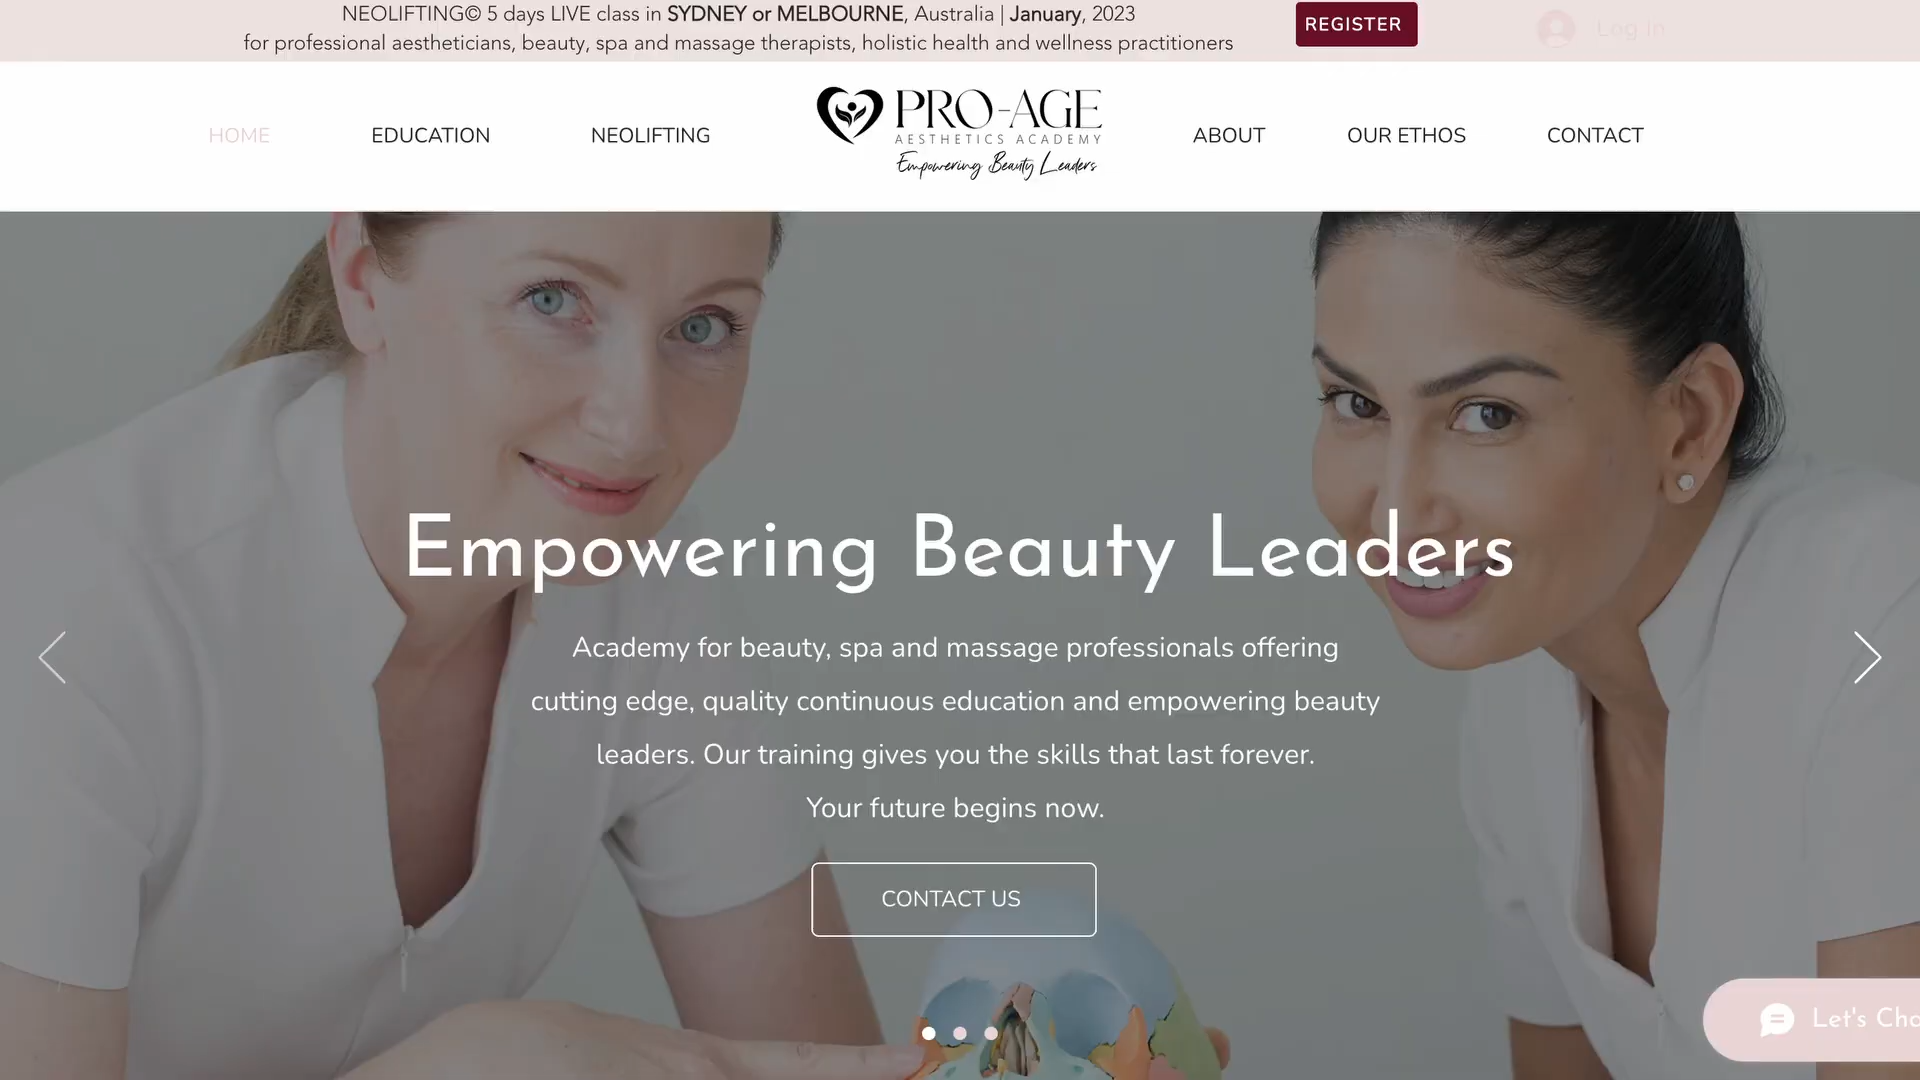 NEOLIFTING© 5 days LIVE class in SYDNEY or MELBOURNE, Australia | January, 2023
for professional aestheticians, beauty, spa and massage therapists, holistic health and wellness practitioners
REGISTER
Log In
HOME
EDUCATION
NEOLIFTING
PRO-AGE
AESTHETICS ACADEMY
Empowering Beauty Leaders
ABOUT
OUR ETHOS
CONTACT
Empowering Beauty Leaders
Academy for beauty, spa and massage professionals offering
cutting edge, quality continuous education and empowering beauty
leaders. Our training gives you the skills that last forever.
Your future begins now.
CONTACT US
Let's Cha